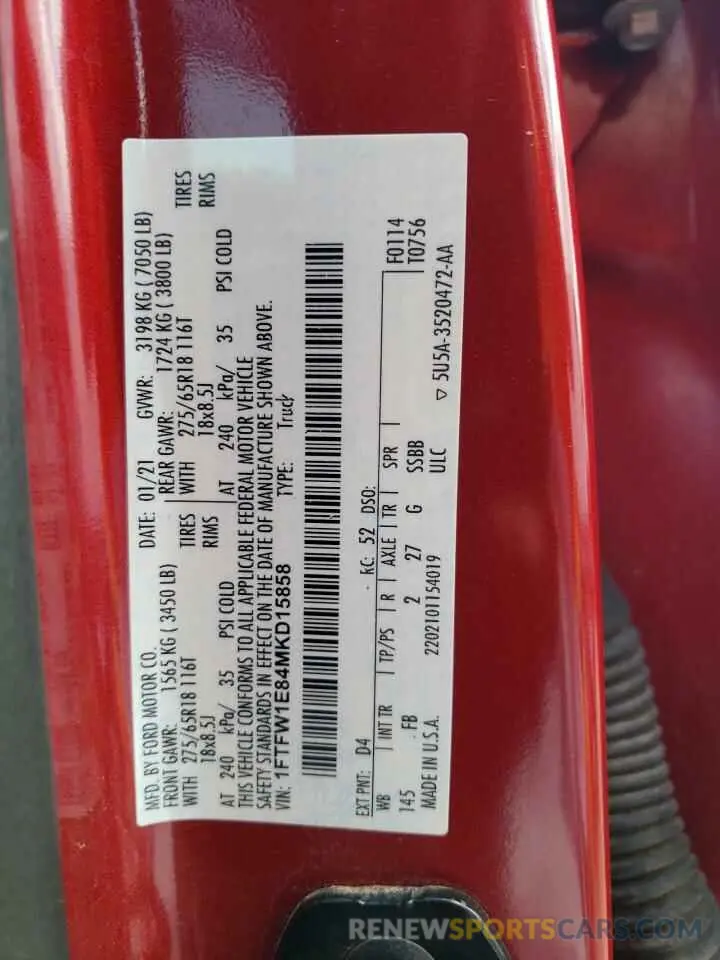 MFD. BY FORD MOTOR CO.
DATE: 01/21 GVWR: 3198 KG ( 7050 LB)
FRONT GAWR: 1565 KG ( 3450 LB) REAR GAWR: 1724 KG ( 3800 LB)
WITH 275/65R18 116T TIRES WITH 275/65R18 116T TIRES
18x8.5J RIMS 18x8.5J RIMS
AT 240 kPa/ 35 PSI COLD AT 240 kPa/ 35 PSI COLD
THIS VEHICLE CONFORMS TO ALL APPLICABLE FEDERAL MOTOR VEHICLE
SAFETY STANDARDS IN EFFECT ON THE DATE OF MANUFACTURE SHOWN ABOVE.
VIN: 1FTFW1E84MKD15858 TYPE: Truck
EXT PNT: D4 KC: 52 DSO: F0114
WB INT TR TP/PS R AXLE TR SPR T0756
145 FB 2 27 G SSBB
MADE IN U.S.A. 2202101154019 ULC ▽ 5U5A-3520472-AA
RENEWSPORTSCARS.COM